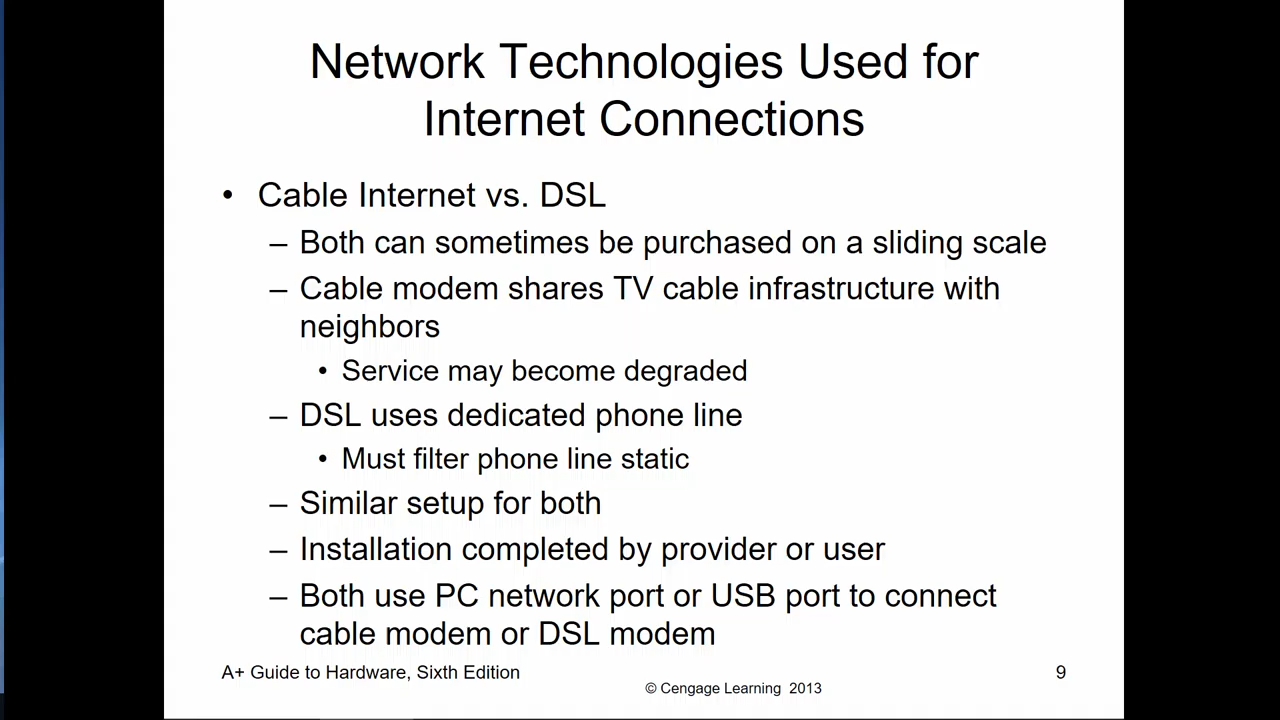 Network Technologies Used for
Internet Connections
• Cable Internet vs. DSL
– Both can sometimes be purchased on a sliding scale
– Cable modem shares TV cable infrastructure with
neighbors
• Service may become degraded
– DSL uses dedicated phone line
• Must filter phone line static
– Similar setup for both
– Installation completed by provider or user
– Both use PC network port or USB port to connect
cable modem or DSL modem
A+ Guide to Hardware, Sixth Edition
© Cengage Learning 2013
9